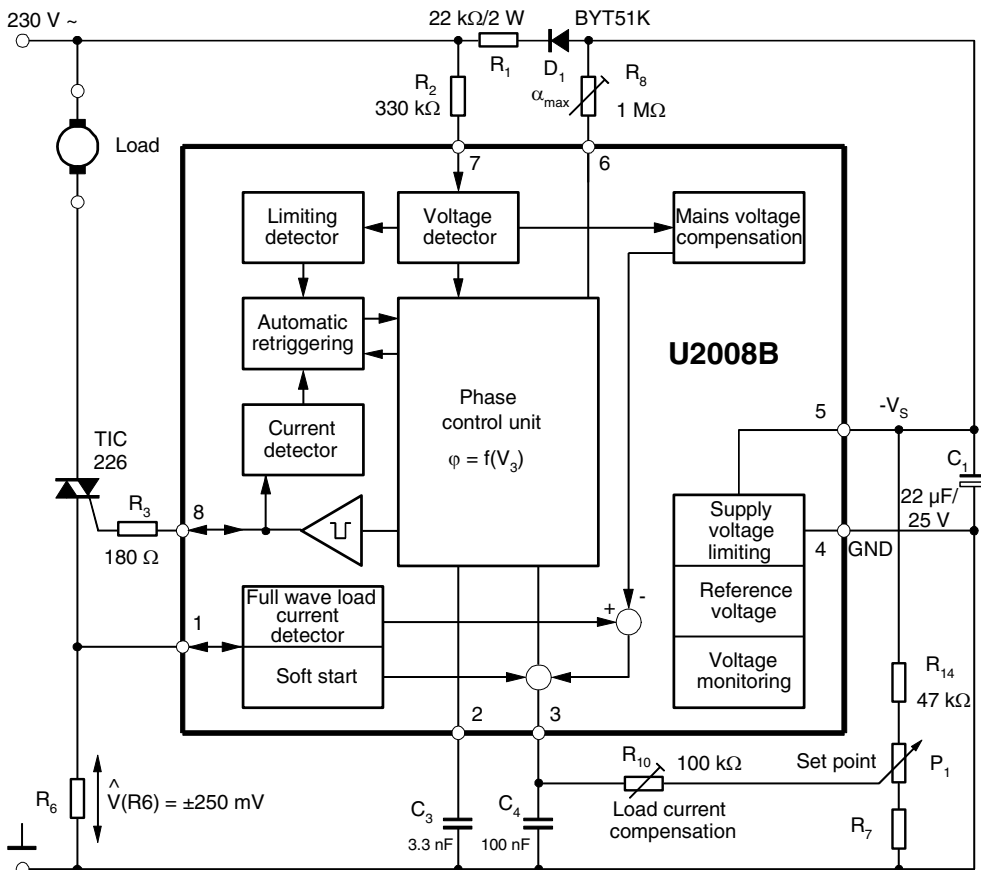 230 V ~
22 kΩ/2 W
BYT51K
R1
D1
R2
330 kΩ
αmax
R8
1 MΩ
Load
7
6
Limiting
detector
Voltage
detector
Mains voltage
compensation
Automatic
retriggering
U2008B
Phase
control unit
φ = f(V3)
Current
detector
5
-VS
TIC
226
C1
22 µF/
25 V
R3
8
180 Ω
Supply
voltage
limiting
4
GND
Reference
voltage
Voltage
monitoring
1
Full wave load
current
detector
Soft start
+
-
R14
47 kΩ
2
3
R10
100 kΩ
Set point
P1
Load current
compensation
R6
^
V(R6) = ±250 mV
C3
3.3 nF
C4
100 nF
R7